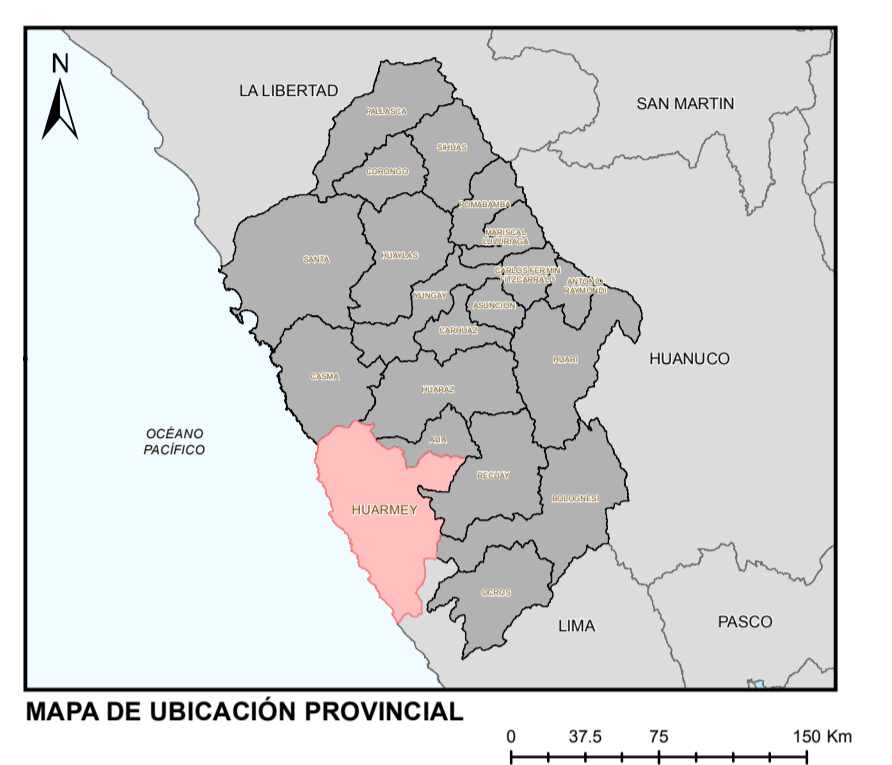 N
LA LIBERTAD
SAN MARTIN
PALLASCA
SIHUAS
CORONGO
POMABAMBA
MARISCAL
LUZURIAGA
HUAYLAS
SANTA
CARLOS FERMIN
FITZCARRALD
ANTONIO
RAYMONDI
YUNGAY
ASUNCION
CARHUAZ
HUARI
HUANUCO
CASMA
HUARAZ
OCÉANO
PACÍFICO
AIJA
RECUAY
BOLOGNESI
HUARMEY
OCROS
LIMA
PASCO
MAPA DE UBICACIÓN PROVINCIAL
0 37.5 75 150 Km